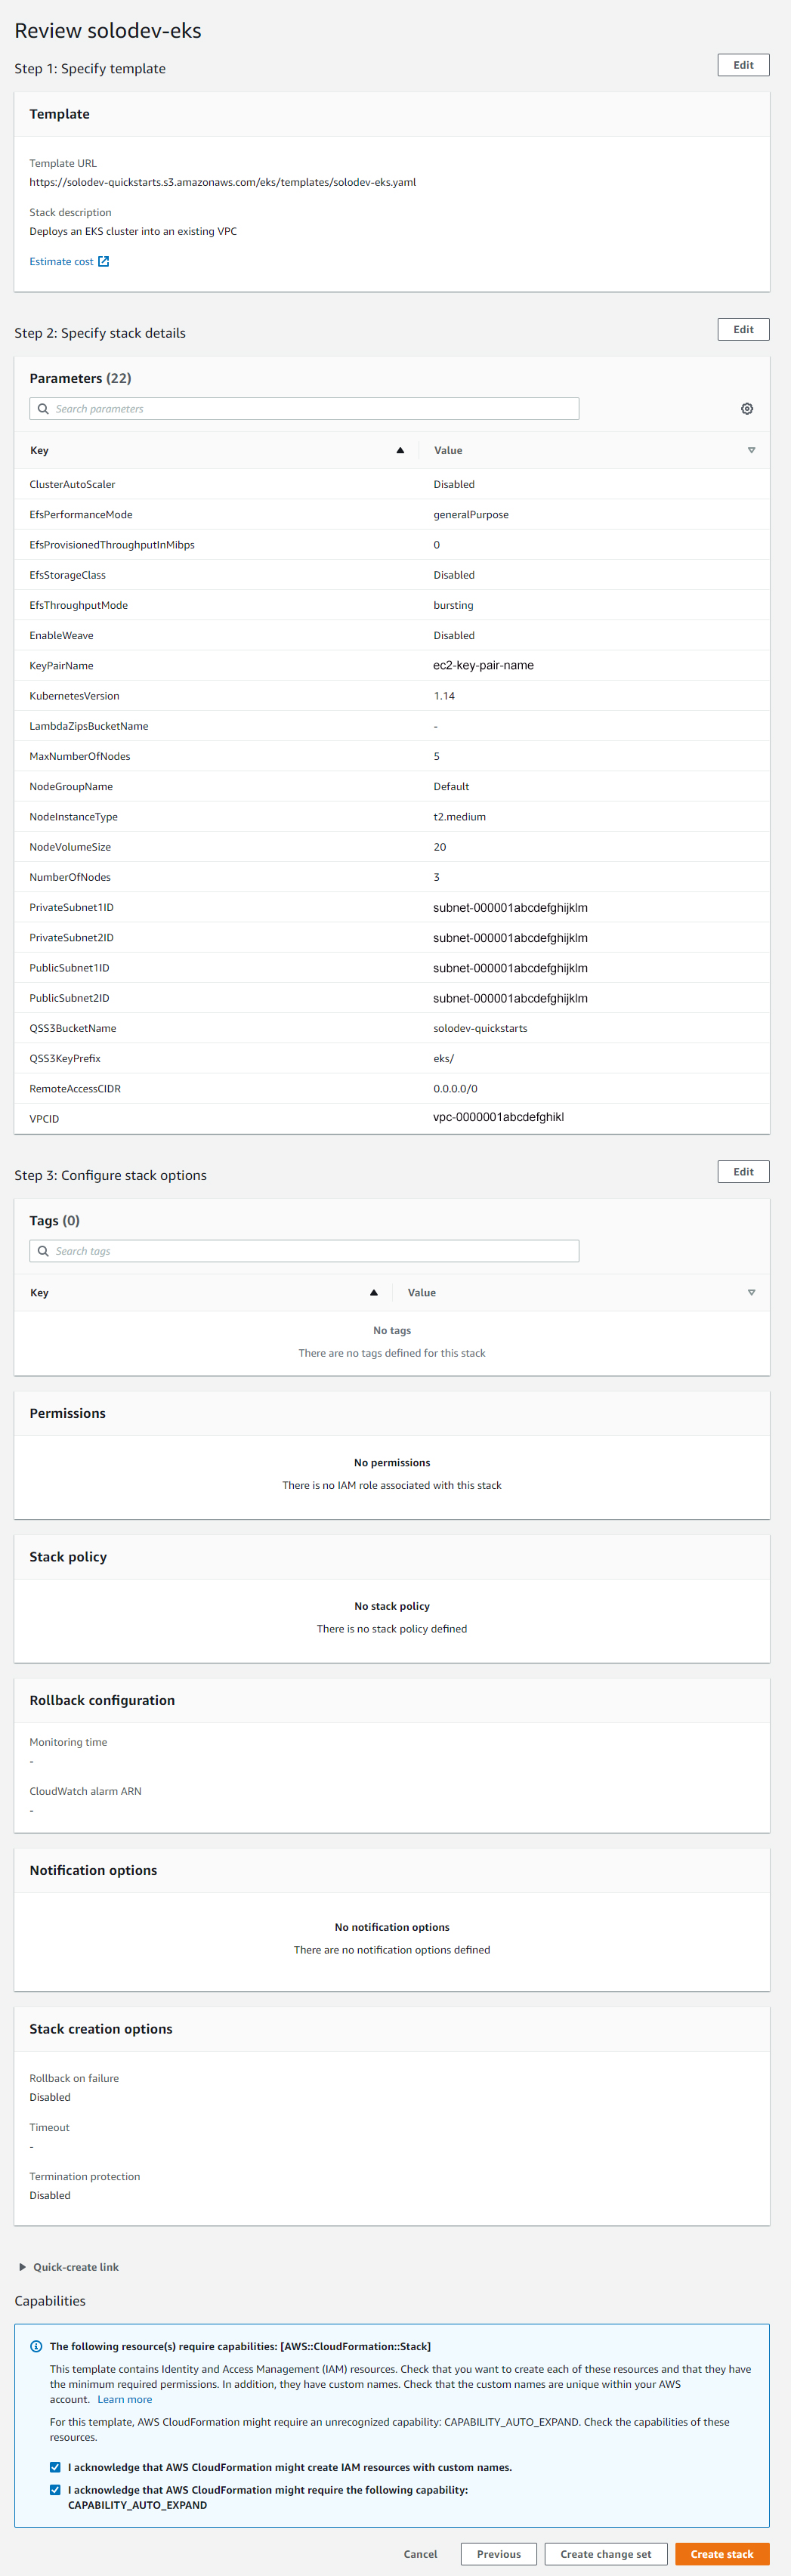 Review solodev-eks
Step 1: Specify template
Edit
Template
Template URL
https://solodev-quickstarts.s3.amazonaws.com/eks/templates/solodev-eks.yaml
Stack description
Deploys an EKS cluster into an existing VPC
Estimate cost
Step 2: Specify stack details
Edit
Parameters (22)
Search parameters
Key Value
ClusterAutoScaler Disabled
EfsPerformanceMode generalPurpose
EfsProvisionedThroughputInMibps 0
EfsStorageClass Disabled
EfsThroughputMode bursting
EnableWeave Disabled
KeyPairName ec2-key-pair-name
KubernetesVersion 1.14
LambdaZipsBucketName -
MaxNumberOfNodes 5
NodeGroupName Default
NodeInstanceType t2.medium
NodeVolumeSize 20
NumberOfNodes 3
PrivateSubnet1ID subnet-000001abcdefghijklm
PrivateSubnet2ID subnet-000001abcdefghijklm
PublicSubnet1ID subnet-000001abcdefghijklm
PublicSubnet2ID subnet-000001abcdefghijklm
QSS3BucketName solodev-quickstarts
QSS3KeyPrefix eks/
RemoteAccessCIDR 0.0.0.0/0
VPCID vpc-0000001abcdefghikl
Step 3: Configure stack options
Edit
Tags (0)
Search tags
Key Value
No tags
There are no tags defined for this stack
Permissions
No permissions
There is no IAM role associated with this stack
Stack policy
No stack policy
There is no stack policy defined
Rollback configuration
Monitoring time
-
CloudWatch alarm ARN
-
Notification options
No notification options
There are no notification options defined
Stack creation options
Rollback on failure
Disabled
Timeout
-
Termination protection
Disabled
Quick-create link
Capabilities
The following resource(s) require capabilities: [AWS::CloudFormation::Stack]
This template contains Identity and Access Management (IAM) resources. Check that you want to create each of these resources and that they have
the minimum required permissions. In addition, they have custom names. Check that the custom names are unique within your AWS
account. Learn more
For this template, AWS CloudFormation might require an unrecognized capability: CAPABILITY_AUTO_EXPAND. Check the capabilities of these
resources.
I acknowledge that AWS CloudFormation might create IAM resources with custom names.
I acknowledge that AWS CloudFormation might require the following capability:
CAPABILITY_AUTO_EXPAND
Cancel Previous Create change set Create stack